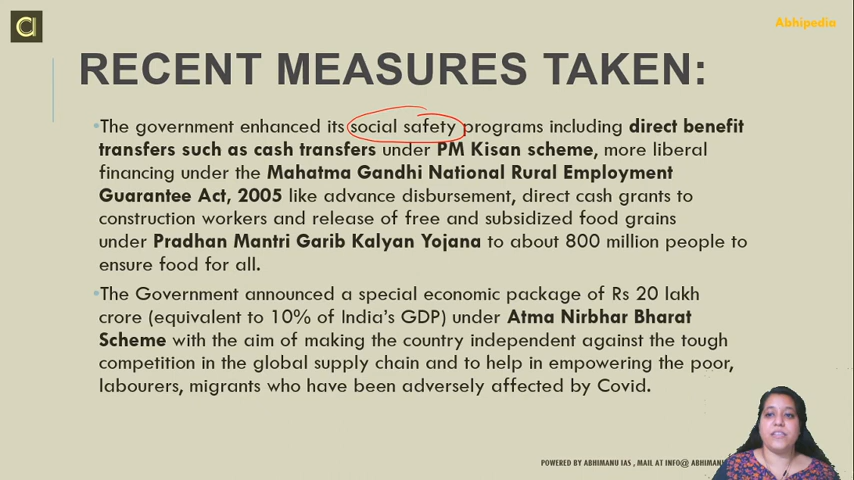 Abhipedia
RECENT MEASURES TAKEN:
•The government enhanced its social safety programs including direct benefit
transfers such as cash transfers under PM Kisan scheme, more liberal
financing under the Mahatma Gandhi National Rural Employment
Guarantee Act, 2005 like advance disbursement, direct cash grants to
construction workers and release of free and subsidized food grains
under Pradhan Mantri Garib Kalyan Yojana to about 800 million people to
ensure food for all.
•The Government announced a special economic package of Rs 20 lakh
crore (equivalent to 10% of India's GDP) under Atma Nirbhar Bharat
Scheme with the aim of making the country independent against the tough
competition in the global supply chain and to help in empowering the poor,
labourers, migrants who have been adversely affected by Covid.
POWERED BY ABHIMANU IAS , MAIL AT INFO@ ABHIMANU